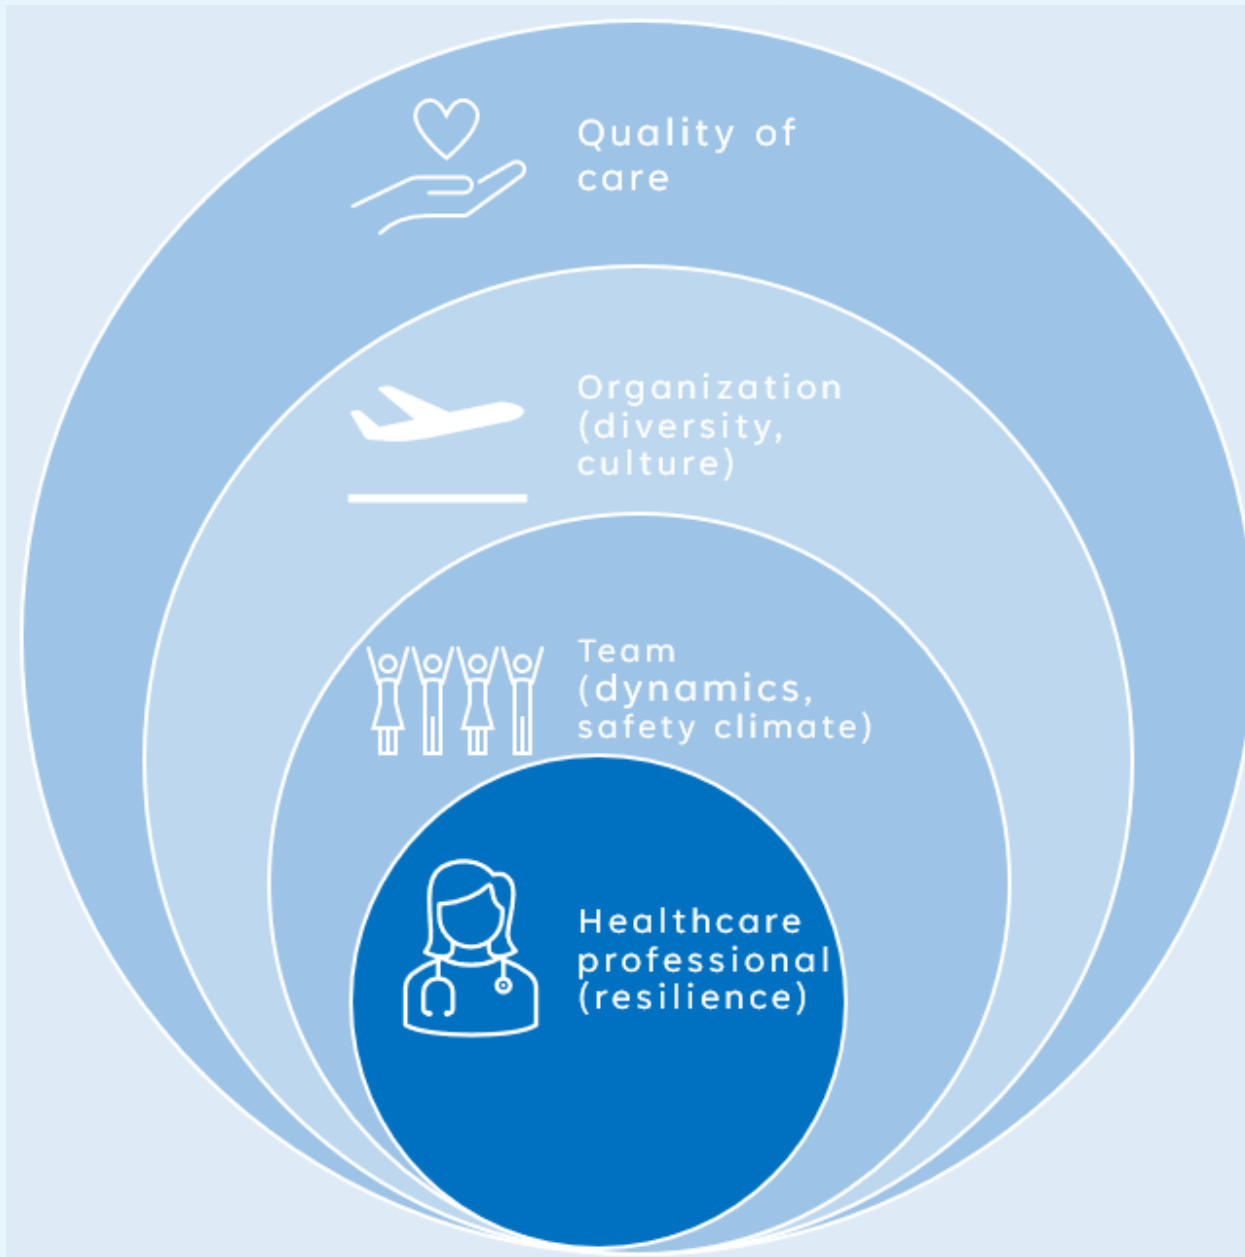 Quality of
care
Organization
(diversity,
culture)
Team
(dynamics,
safety climate)
Healthcare
professional
(resilience)